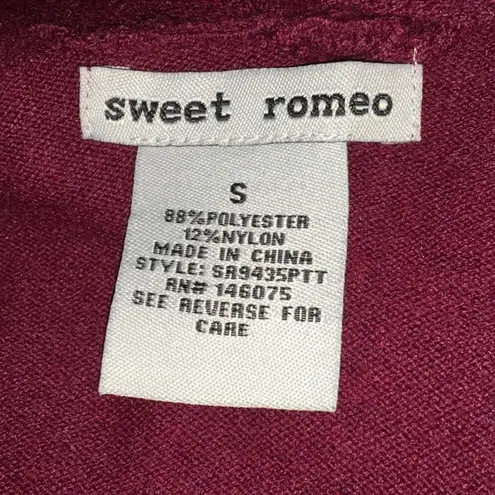 sweet romeo
S
88%POLYESTER
12%NYLON
MADE IN CHINA
STYLE: SR9435PTT
RN# 146075
SEE REVERSE FOR
CARE